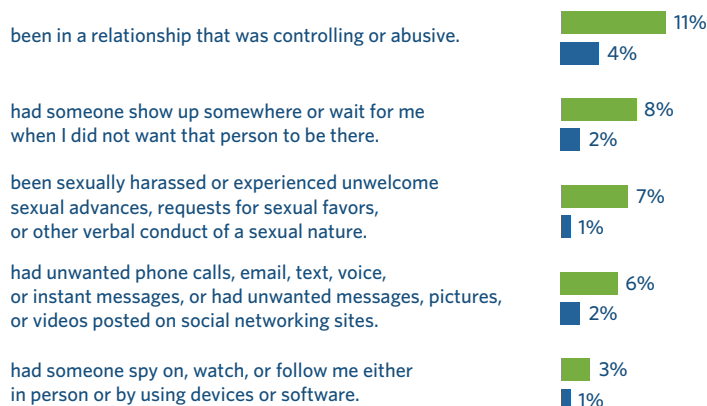 been in a relationship that was controlling or abusive.
11%
4%
had someone show up somewhere or wait for me
when I did not want that person to be there.
8%
2%
been sexually harassed or experienced unwelcome
sexual advances, requests for sexual favors,
or other verbal conduct of a sexual nature.
7%
1%
had unwanted phone calls, email, text, voice,
or instant messages, or had unwanted messages, pictures,
or videos posted on social networking sites.
6%
2%
had someone spy on, watch, or follow me either
in person or by using devices or software.
3%
1%